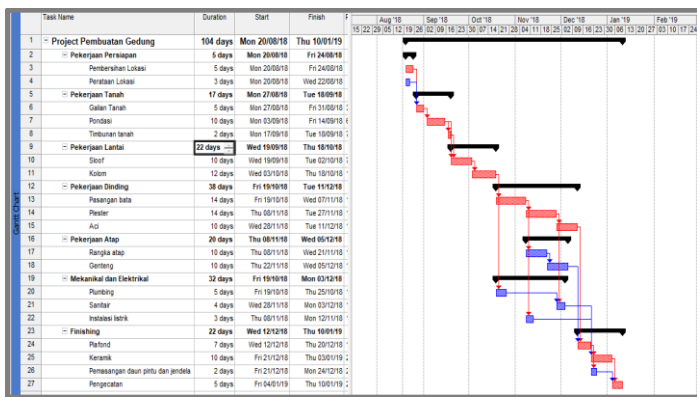 Task Name Duration Start Finish F Aug '18 Sep '18 Oct '18 Nov '18 Dec '18 Jan '19 Feb '19
15 22 29 05 12 19 26 02 09 16 23 30 07 14 21 28 04 11 18 25 02 09 16 23 30 06 13 20 27 03 10 17 24
1 Project Pembuatan Gedung 104 days Mon 20/08/18 Thu 10/01/19
2 Pekerjaan Persiapan 5 days Mon 20/08/18 Fri 24/08/18
3 Pembersihan Lokasi 5 days Mon 20/08/18 Fri 24/08/18
4 Perataan Lokasi 3 days Mon 20/08/18 Wed 22/08/18
5 Pekerjaan Tanah 17 days Mon 27/08/18 Tue 18/09/18
6 Galian Tanah 5 days Mon 27/08/18 Fri 31/08/18
7 Pondasi 10 days Mon 03/09/18 Fri 14/09/18
8 Timbunan tanah 2 days Mon 17/09/18 Tue 18/09/18
9 Pekerjaan Lantai 22 days Wed 19/09/18 Thu 18/10/18
10 Sloof 10 days Wed 19/09/18 Tue 02/10/18
11 Kolom 12 days Wed 03/10/18 Thu 18/10/18
12 Pekerjaan Dinding 38 days Fri 19/10/18 Tue 11/12/18
13 Pasangan bata 14 days Fri 19/10/18 Wed 07/11/18
14 Plester 14 days Thu 08/11/18 Tue 27/11/18
15 Aci 10 days Wed 28/11/18 Tue 11/12/18
16 Pekerjaan Atap 20 days Thu 08/11/18 Wed 05/12/18
17 Rangka atap 10 days Thu 08/11/18 Wed 21/11/18
18 Genteng 10 days Thu 22/11/18 Wed 05/12/18
19 Mekanikal dan Elektrikal 32 days Fri 19/10/18 Mon 03/12/18
20 Plumbing 5 days Fri 19/10/18 Thu 25/10/18
21 Sanitair 4 days Wed 28/11/18 Mon 03/12/18
22 Instalasi listrik 3 days Thu 08/11/18 Mon 12/11/18
23 Finishing 22 days Wed 12/12/18 Thu 10/01/19
24 Plafond 7 days Wed 12/12/18 Thu 20/12/18
25 Keramik 10 days Fri 21/12/18 Thu 03/01/19
26 Pemasangan daun pintu dan jendela 2 days Fri 21/12/18 Mon 24/12/18
27 Pengecatan 5 days Fri 04/01/19 Thu 10/01/19
Gantt Chart